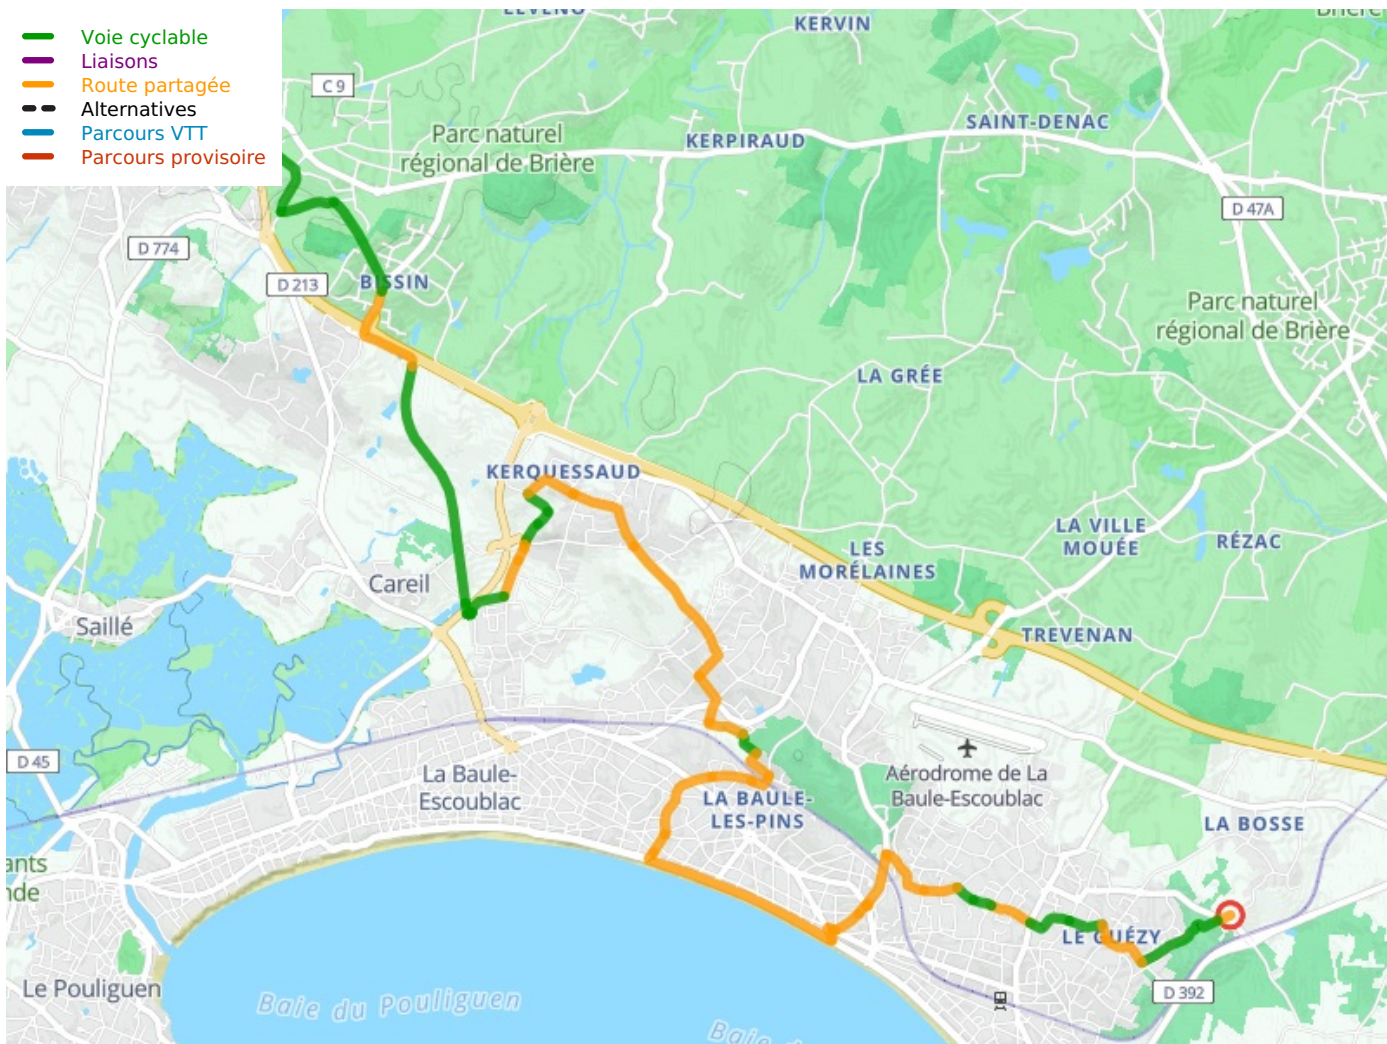 Voie cyclable
Liaisons
Route partagée
Alternatives
Parcours VTT
Parcours provisoire
KERVIN
C 9
Parc naturel
régional de Brière
KERPIRAUD
SAINT-DENAC
D 47A
D 774
D 213
BISSIN
Parc naturel
régional de Brière
LA GRÉE
KERQUESSAUD
LA VILLE
MOUÉE
RÉZAC
LES
MORÉLAINES
Careil
Saillé
TREVENAN
D 45
La Baule-
Escoublac
Aérodrome de La
Baule-Escoublac
LA BAULE-
LES-PINS
LA BOSSE
LE GUÉZY
D 392
Le Pouliguen
Baie du Pouliguen
Baie